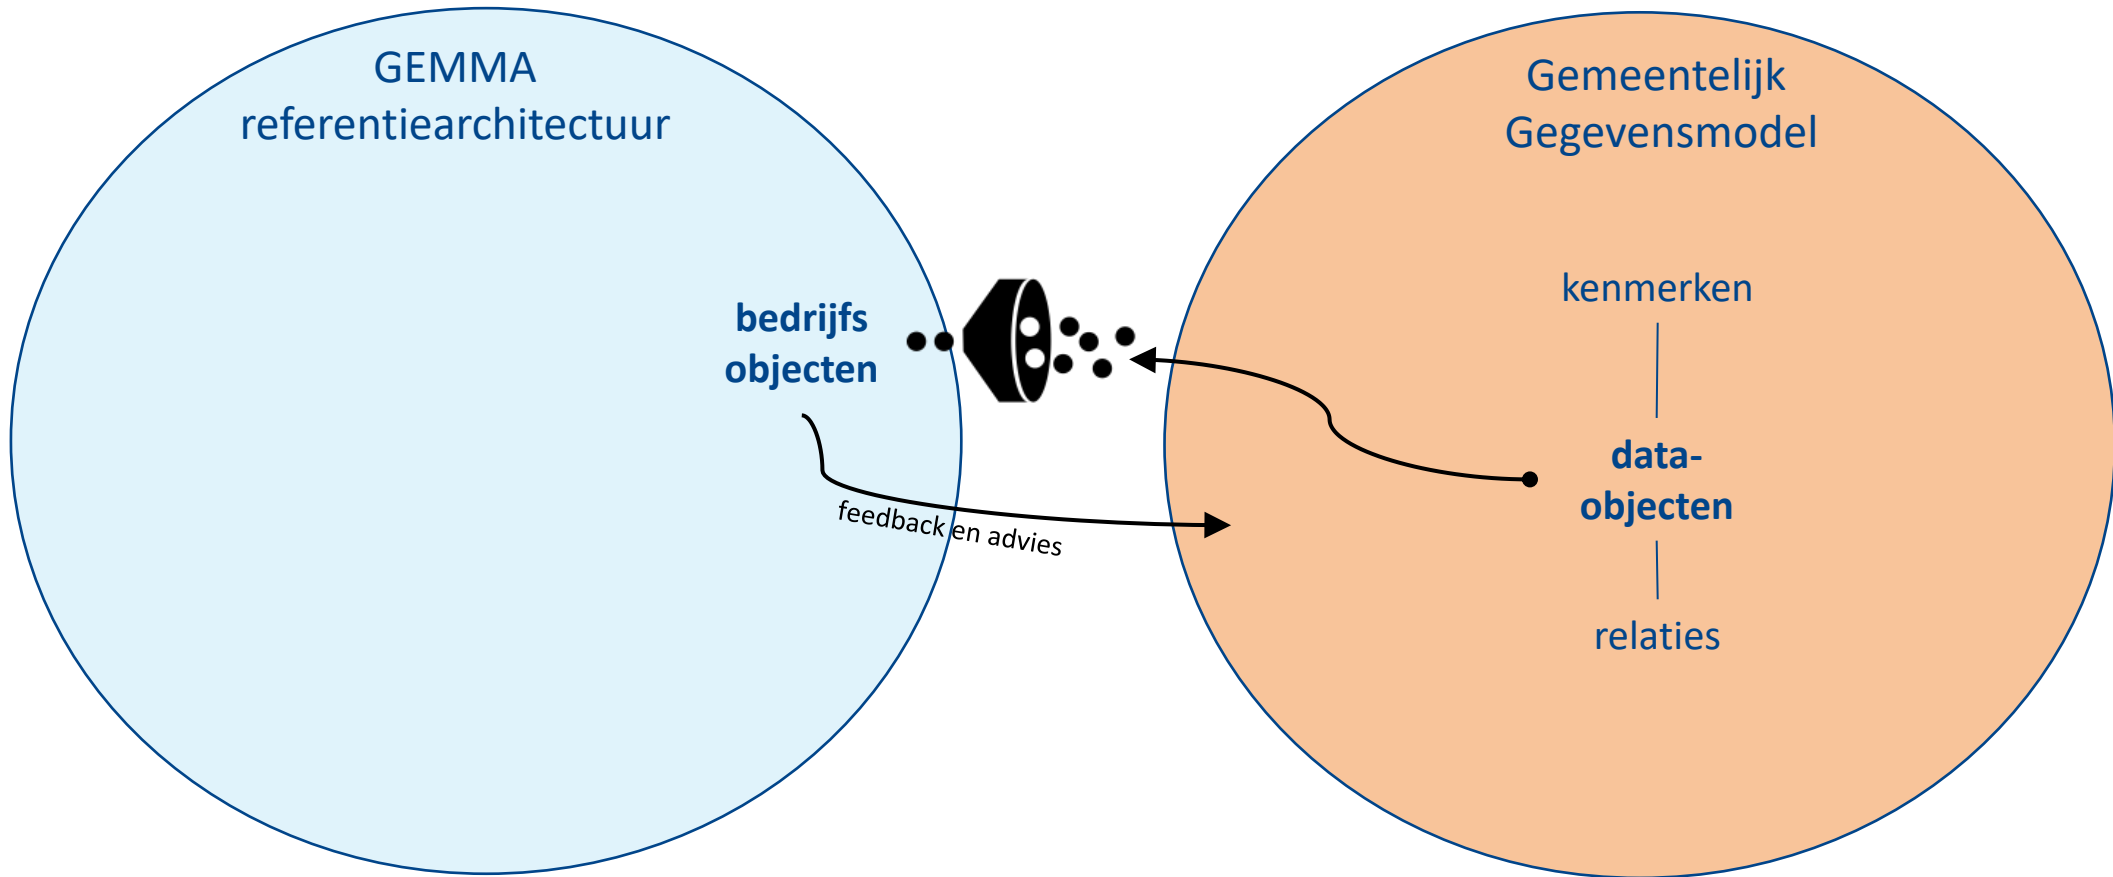 GEMMA
referentiearchitectuur
bedrijfs
objecten
feedback en advies
Gemeentelijk
Gegevensmodel
kenmerken
data-
objecten
relaties